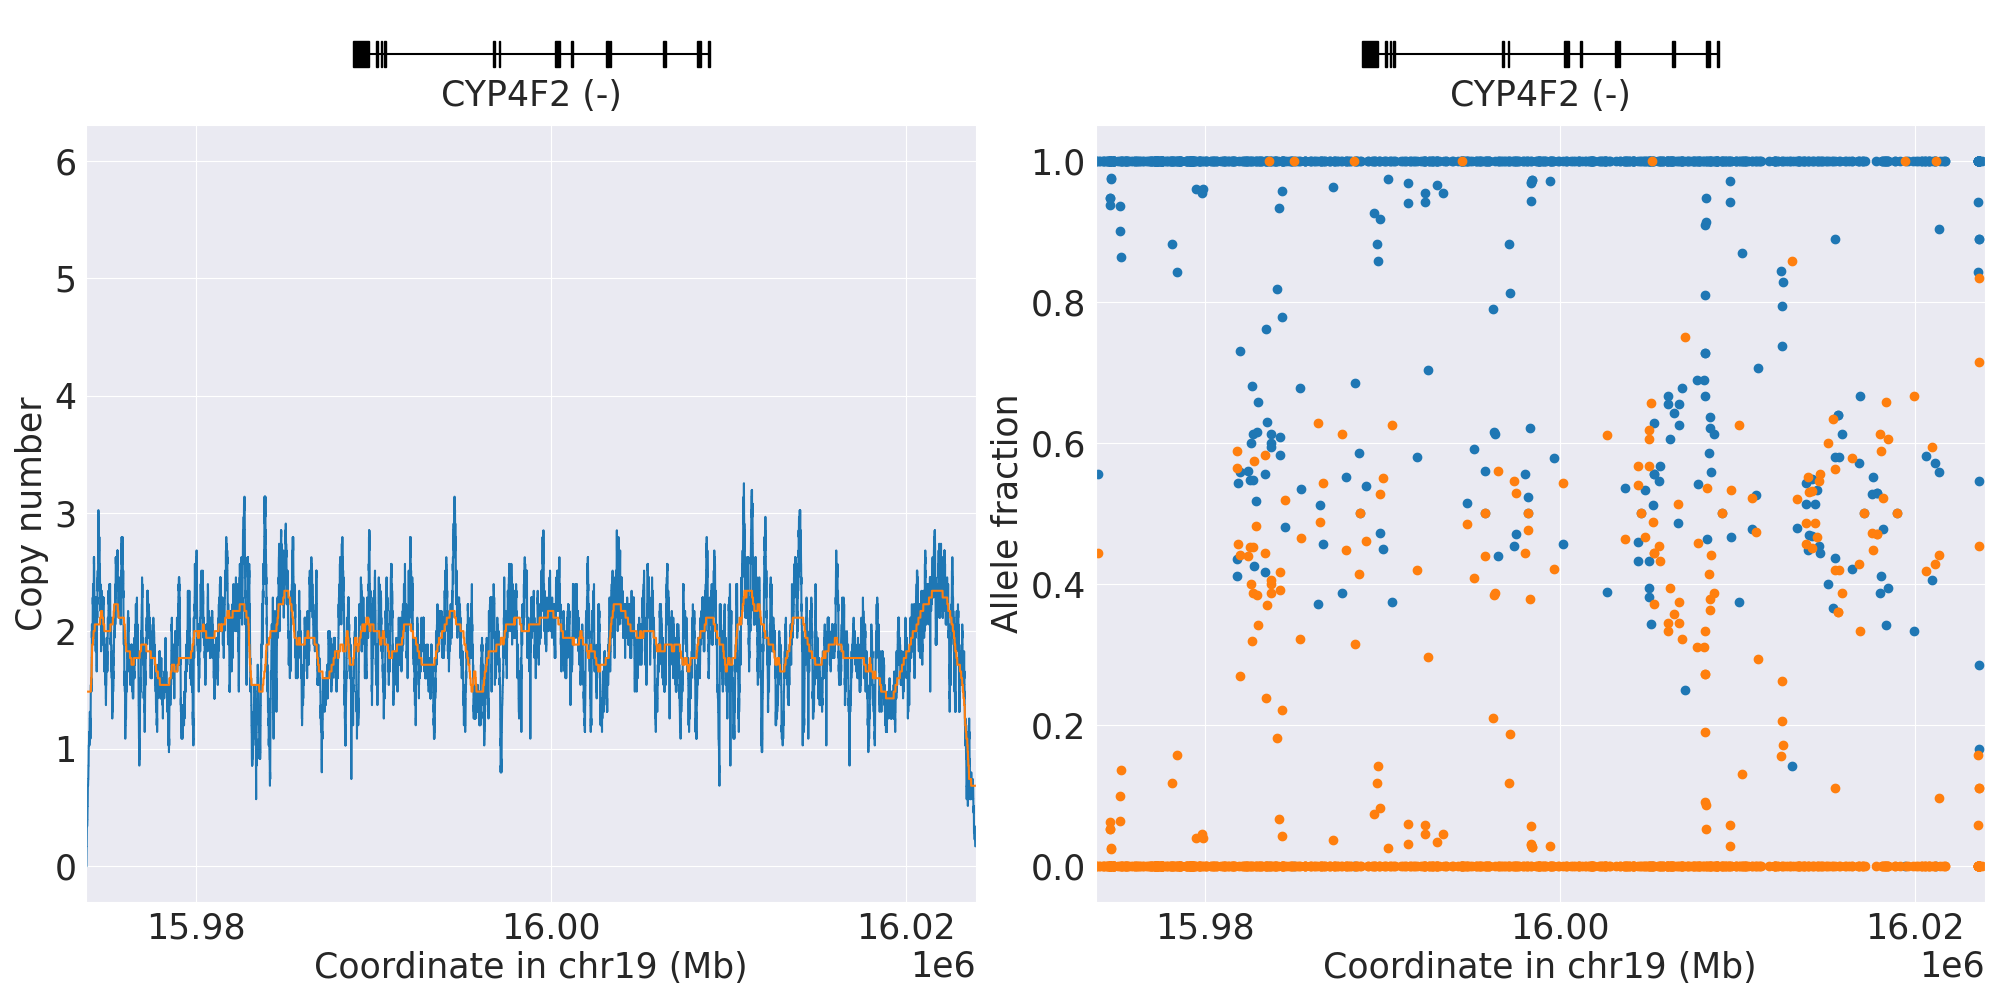 CYP4F2 (-)
CYP4F2 (-)
6
5
4
3
2
1
0
Copy number
15.98
16.00
16.02
Coordinate in chr19 (Mb)
1e6
1.0
0.8
0.6
0.4
0.2
0.0
Allele fraction
15.98
16.00
16.02
Coordinate in chr19 (Mb)
1e6